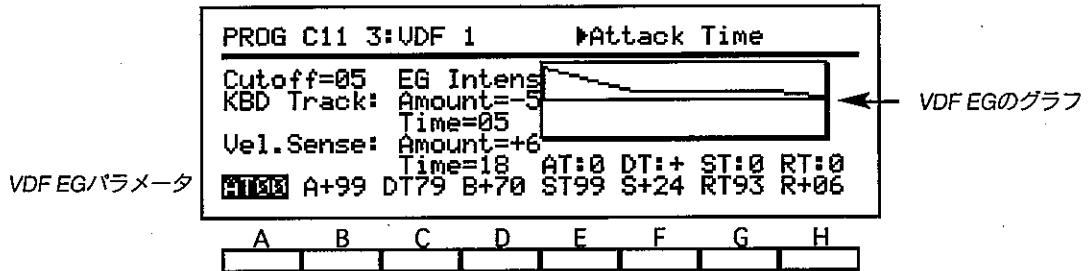 PROG C11 3:VDF 1 ▶Attack Time
Cutoff=05 EG Intens
KBD Track: Amount=-5
Time=05
Vel.Sense: Amount=+6
Time=18 AT:0 DT:+ ST:0 RT:0
AT00 A+99 DT79 B+70 ST99 S+24 RT93 R+06
VDF EGのグラフ
VDF EGパラメータ
A B C D E F G H